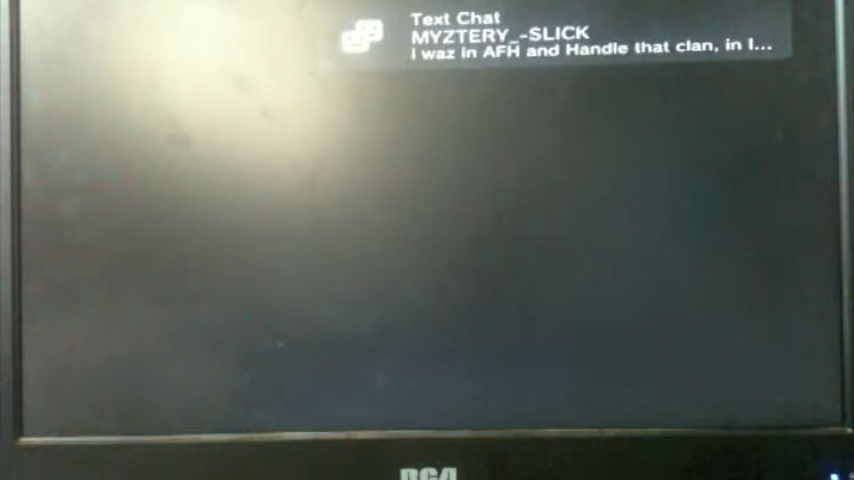 Text Chat
MYZTERY_-SLICK
I waz in AFH and Handle that clan, in I...
RCA